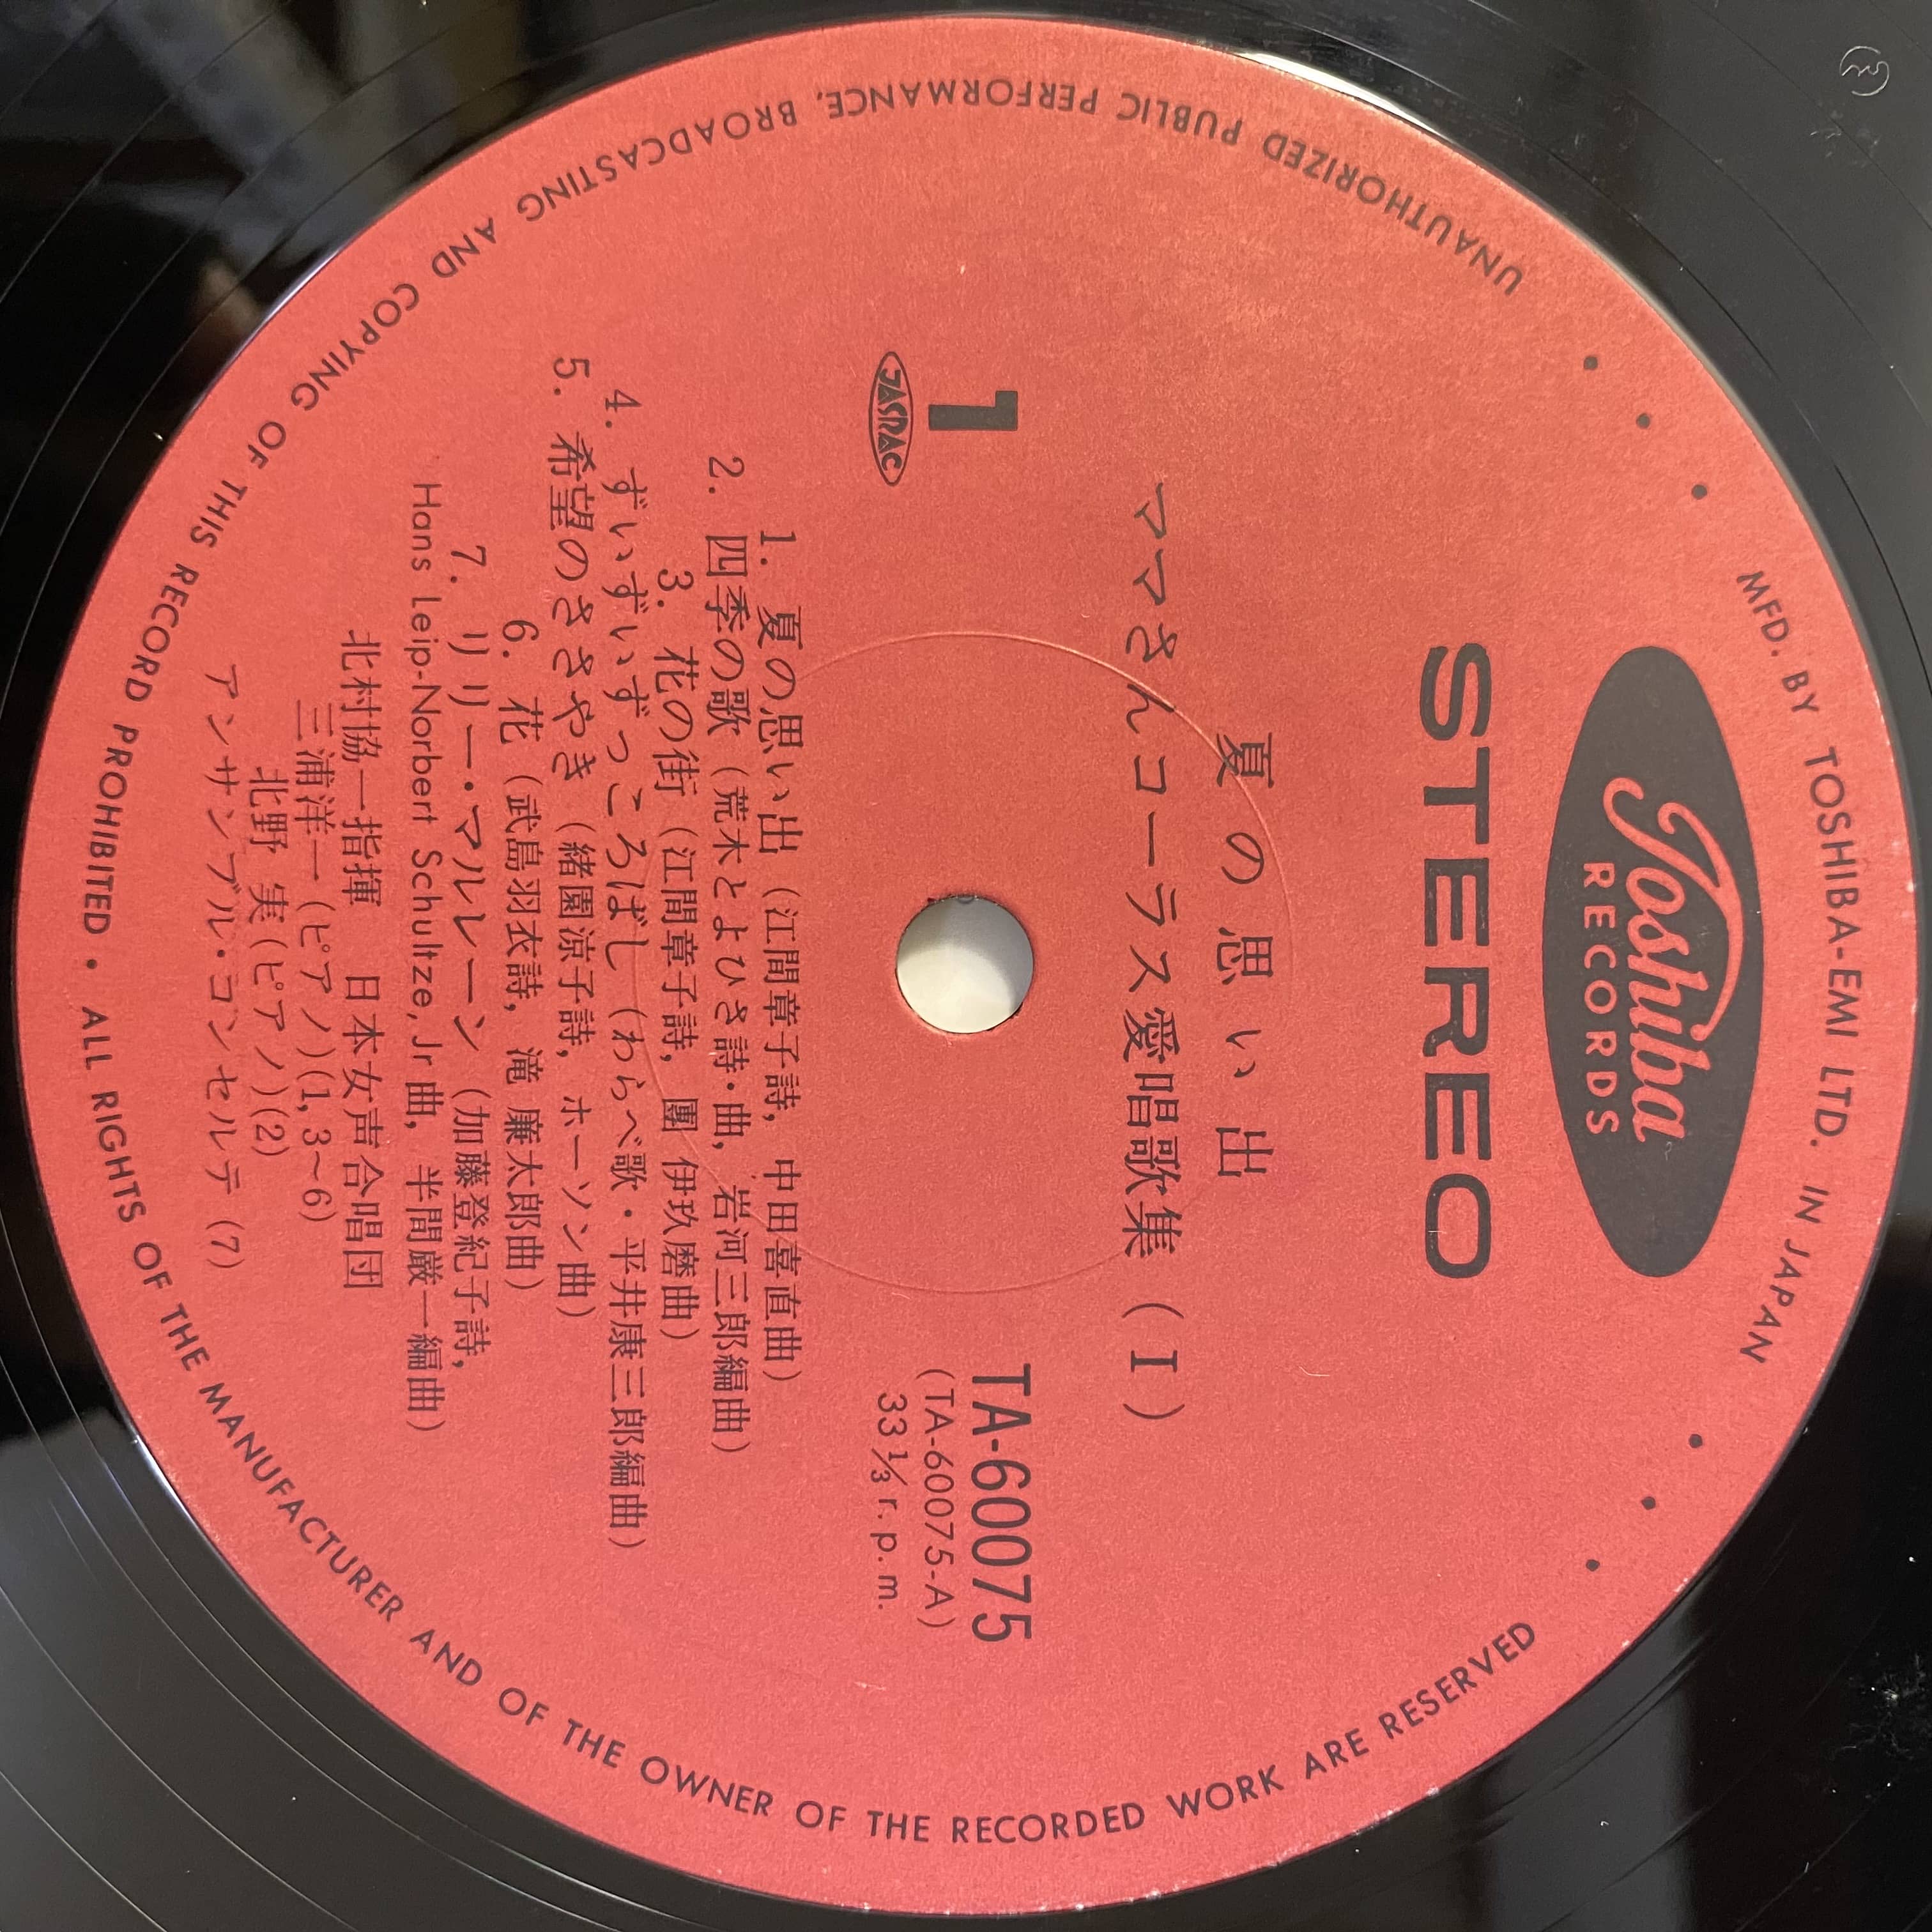 MFD. BY TOSHIBA-EMI LTD. IN JAPAN
Toshiba
RECORDS
STEREO
夏の思い出
ママさんコーラス愛唱歌集（I）
1
JASRAC
TA-60075
(TA-60075-A)
33⅓ r.p.m.
1. 夏の思い出（江間章子詩, 中田喜直曲）
2. 四季の歌（荒木とよひさ詩・曲, 岩河三郎編曲）
3. 花の街（江間章子詩, 團 伊玖磨曲）
4. ずいずいずっころばし（わらべ歌・平井康三郎編曲）
5. 希望のささやき（緒園涼子詩, ホーソン曲）
6. 花（武島羽衣詩, 滝 廉太郎曲）
7. リリー・マルレーン（加藤登紀子詩,
Hans Leip-Norbert Schultze, Jr 曲, 半間厳一編曲）
北村協一指揮 日本女声合唱団
三浦洋一（ピアノ）(1, 3～6)
北野 実（ピアノ）(2)
アンサンブル・コンセルテ (7)
UNAUTHORIZED PUBLIC PERFORMANCE, BROADCASTING AND COPYING OF THIS RECORD PROHIBITED • ALL RIGHTS OF THE MANUFACTURER AND OF THE OWNER OF THE RECORDED WORK ARE RESERVED